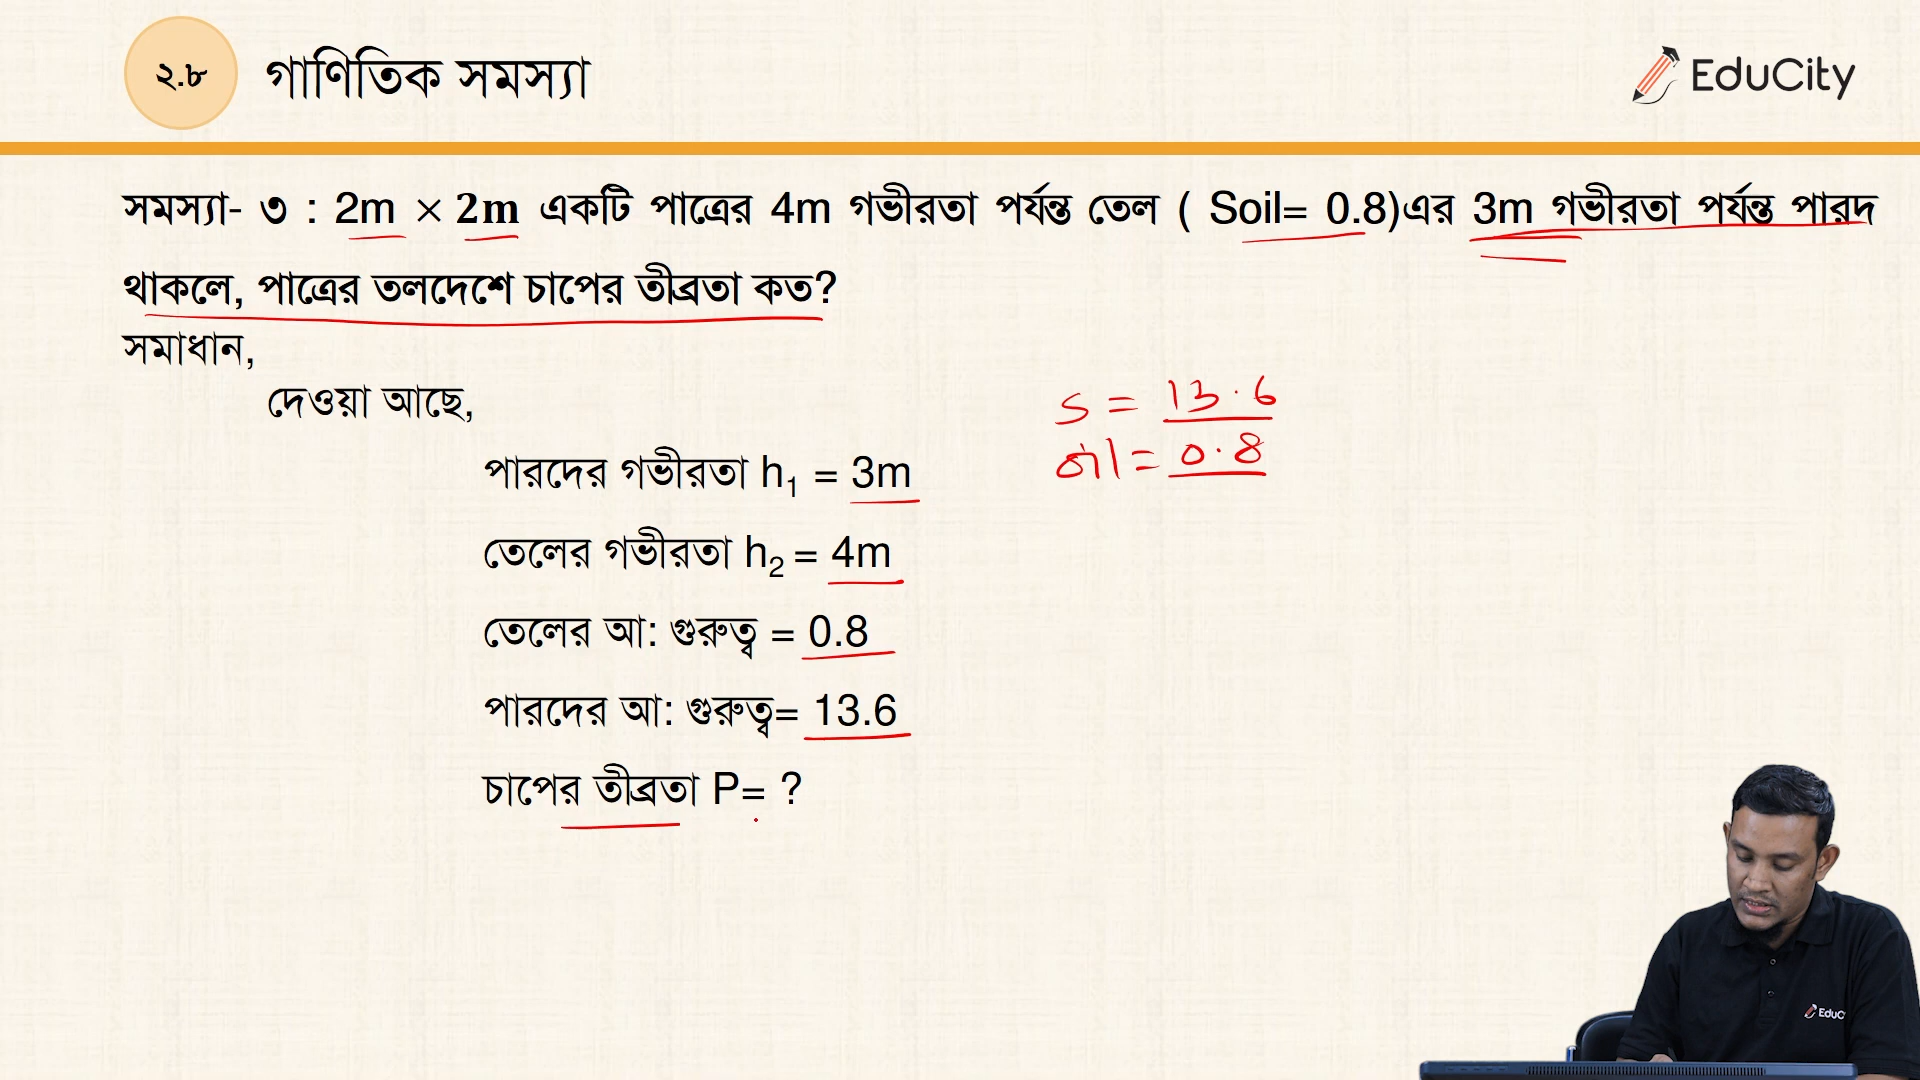 ২.৮ গাণিতিক সমস্যা
EduCity
সমস্যা- ৩ : 2m × 2m একটি পাত্রের 4m গভীরতা পর্যন্ত তেল ( Soil= 0.8)এর 3m গভীরতা পর্যন্ত পারদ
থাকলে, পাত্রের তলদেশে চাপের তীব্রতা কত?
সমাধান,
দেওয়া আছে,
S = 13.6
oil = 0.8
পারদের গভীরতা h₁ = 3m
তেলের গভীরতা h₂ = 4m
তেলের আ: গুরুত্ব = 0.8
পারদের আ: গুরুত্ব= 13.6
চাপের তীব্রতা P= ?
EduC